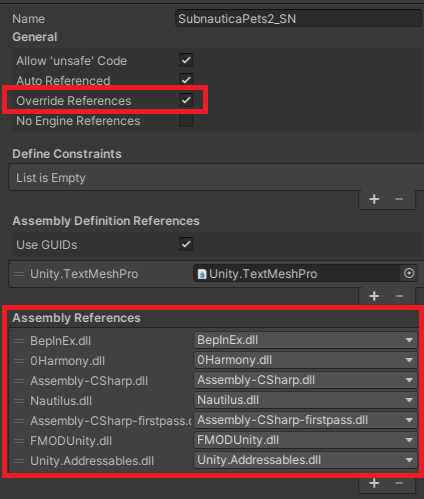 Name SubnauticaPets2_SN
General
Allow 'unsafe' Code
Auto Referenced
Override References
No Engine References
Define Constraints
List is Empty
+ −
Assembly Definition References
Use GUIDs
Unity.TextMeshPro Unity.TextMeshPro
+ −
Assembly References
BepInEx.dll BepInEx.dll
0Harmony.dll 0Harmony.dll
Assembly-CSharp.dll Assembly-CSharp.dll
Nautilus.dll Nautilus.dll
Assembly-CSharp-firstpass.d Assembly-CSharp-firstpass.dll
FMODUnity.dll FMODUnity.dll
Unity.Addressables.dll Unity.Addressables.dll
+ −